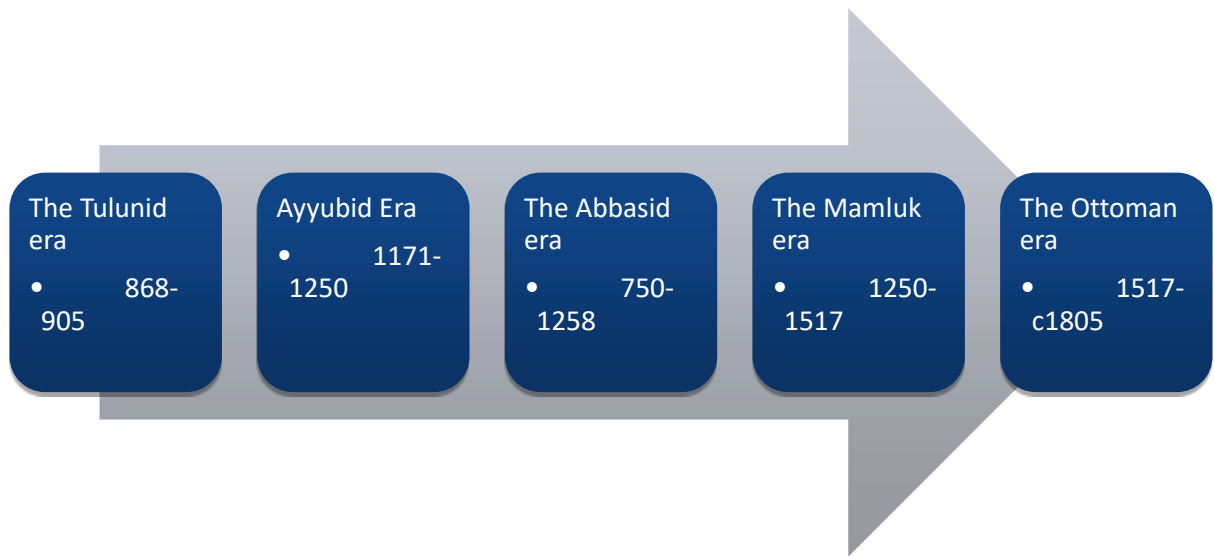 The Tulunid
era
• 868-
905
Ayyubid Era
• 1171-
1250
The Abbasid
era
• 750-
1258
The Mamluk
era
• 1250-
1517
The Ottoman
era
• 1517-
c1805